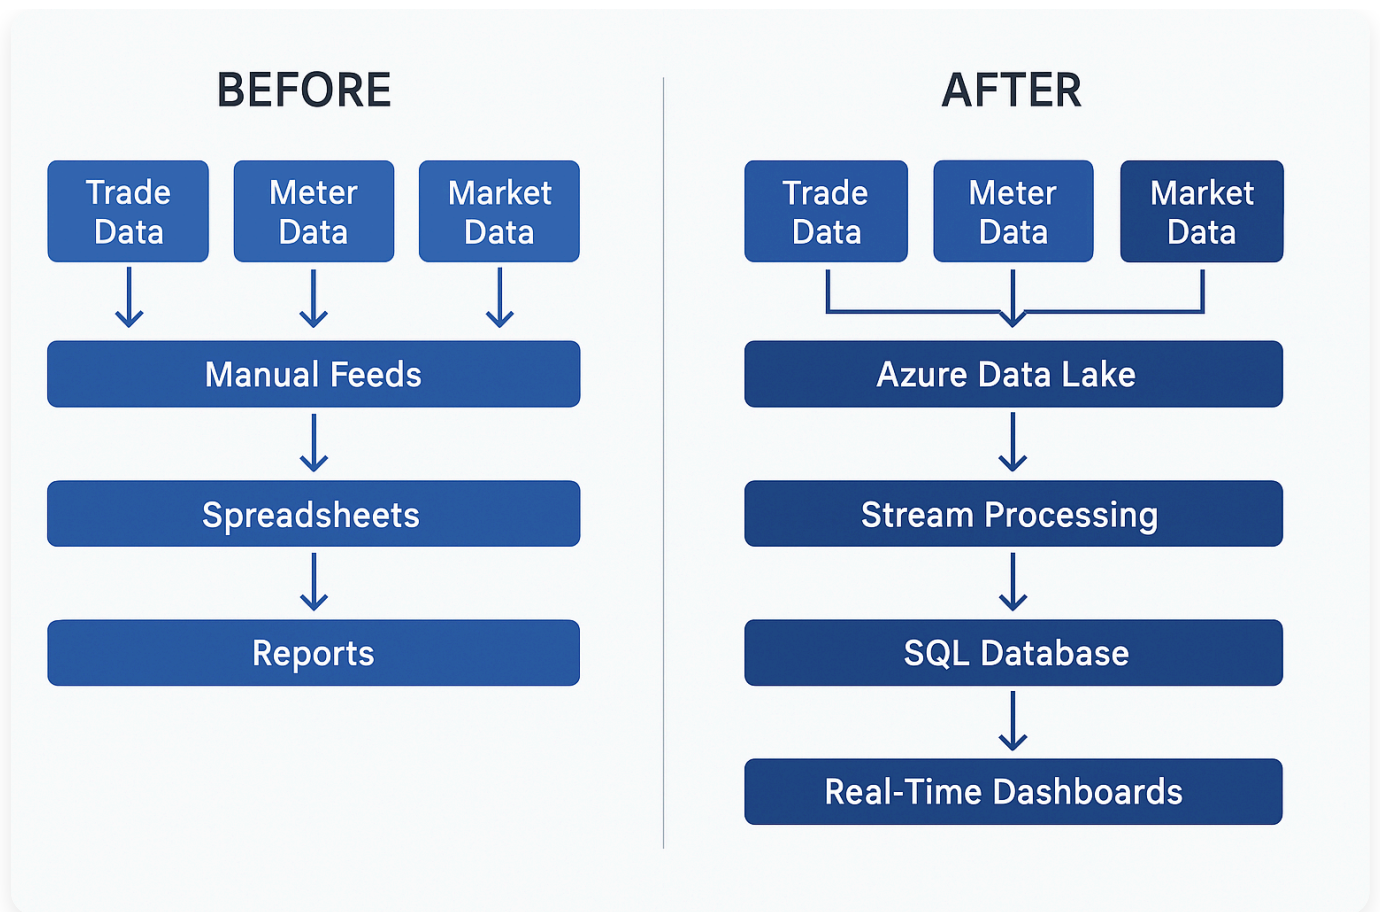 BEFORE
Trade
Data
Meter
Data
Market
Data
Manual Feeds
Spreadsheets
Reports
AFTER
Trade
Data
Meter
Data
Market
Data
Azure Data Lake
Stream Processing
SQL Database
Real-Time Dashboards